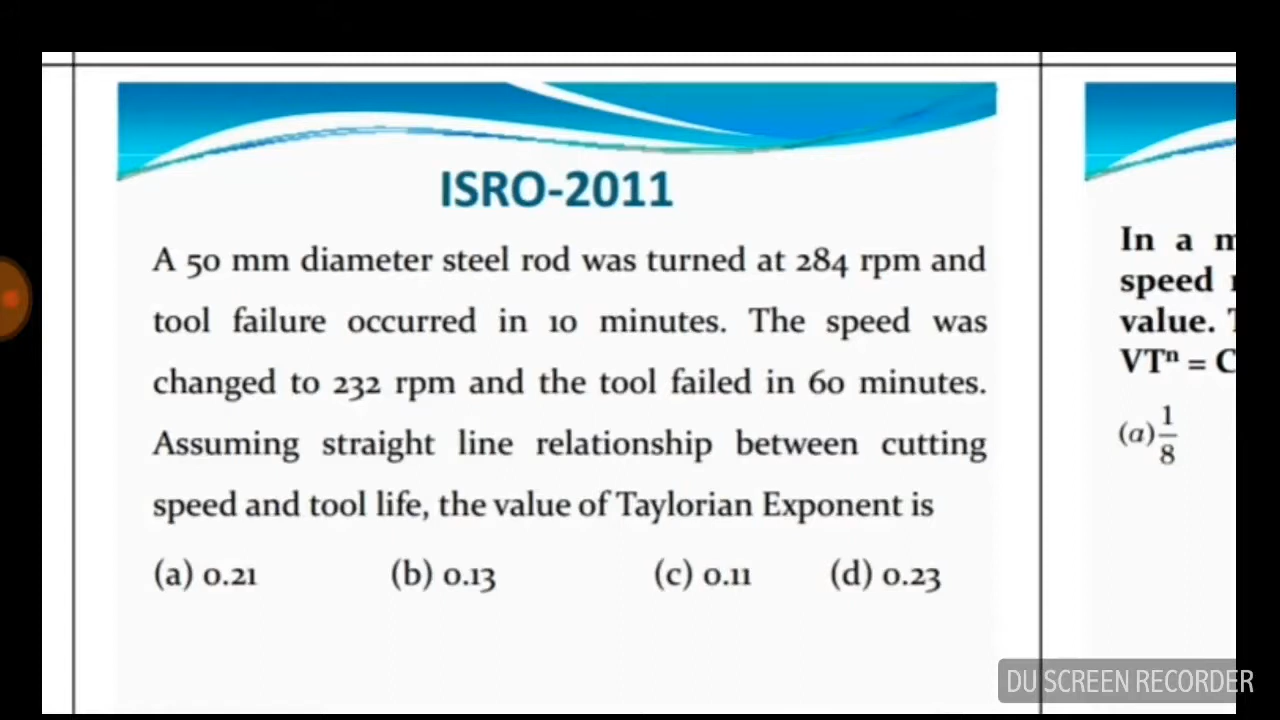 ISRO-2011
A 50 mm diameter steel rod was turned at 284 rpm and
tool failure occurred in 10 minutes. The speed was
changed to 232 rpm and the tool failed in 60 minutes.
Assuming straight line relationship between cutting
speed and tool life, the value of Taylorian Exponent is
(a) 0.21 (b) 0.13 (c) 0.11 (d) 0.23
In a
speed
value.
VTⁿ = C
(a) 1/8
DU SCREEN RECORDER